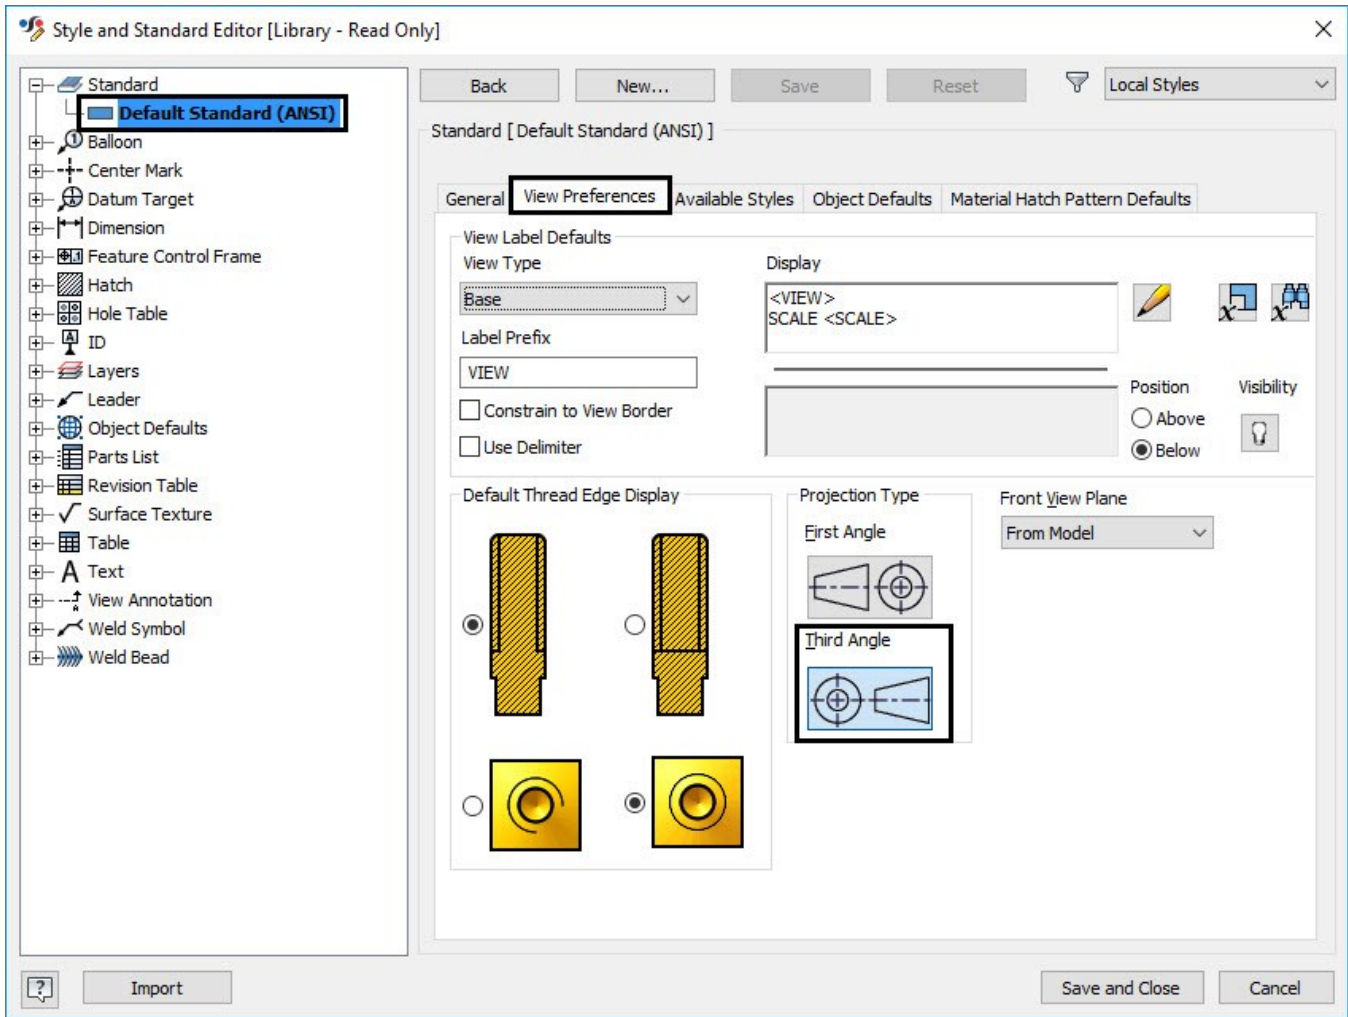 Style and Standard Editor [Library - Read Only]
Standard
Default Standard (ANSI)
Balloon
Center Mark
Datum Target
Dimension
Feature Control Frame
Hatch
Hole Table
ID
Layers
Leader
Object Defaults
Parts List
Revision Table
Surface Texture
Table
Text
View Annotation
Weld Symbol
Weld Bead
Back
New...
Save
Reset
Local Styles
Standard [ Default Standard (ANSI) ]
General
View Preferences
Available Styles
Object Defaults
Material Hatch Pattern Defaults
View Label Defaults
View Type
Base
Label Prefix
VIEW
Constrain to View Border
Use Delimiter
Display
<VIEW>
SCALE <SCALE>
Position
Above
Below
Visibility
Default Thread Edge Display
Projection Type
First Angle
Third Angle
Front View Plane
From Model
Import
Save and Close
Cancel